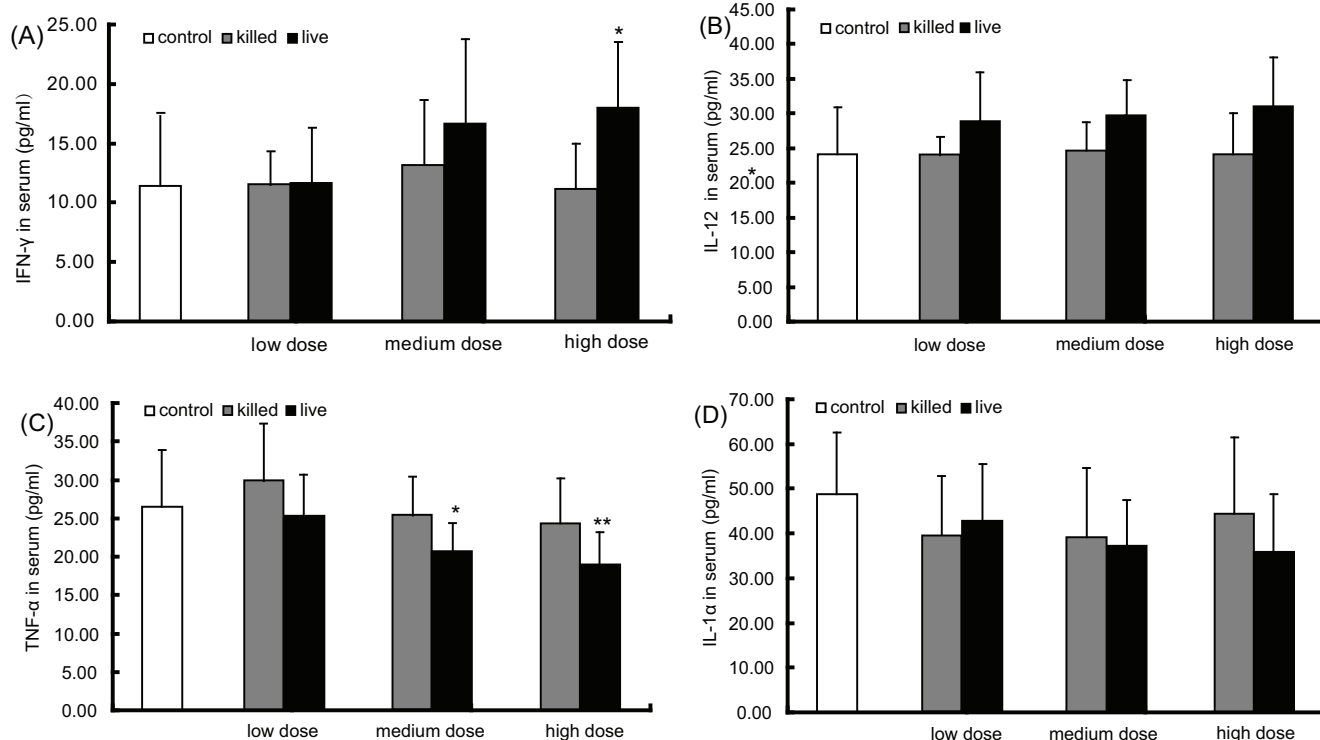 (A)
□ control ■ killed ■ live
IFN-γ in serum (pg/ml)
25.00
20.00
15.00
10.00
5.00
0.00
*
low dose medium dose high dose
(B)
□ control ■ killed ■ live
IL-12 in serum (pg/ml)
45.00
40.00
35.00
30.00
25.00
*
20.00
15.00
10.00
5.00
0.00
low dose medium dose high dose
(C)
□ control ■ killed ■ live
TNF-α in serum (pg/ml)
40.00
35.00
30.00
25.00
20.00
15.00
10.00
5.00
0.00
*
**
low dose medium dose high dose
(D)
□ control ■ killed ■ live
IL-1α in serum (pg/ml)
70.00
60.00
50.00
40.00
30.00
20.00
10.00
0.00
low dose medium dose high dose